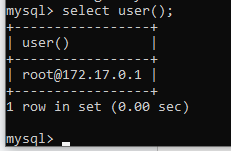 mysql> select user();
+-----------------+
| user()          |
+-----------------+
| root@172.17.0.1 |
+-----------------+
1 row in set (0.00 sec)
mysql>